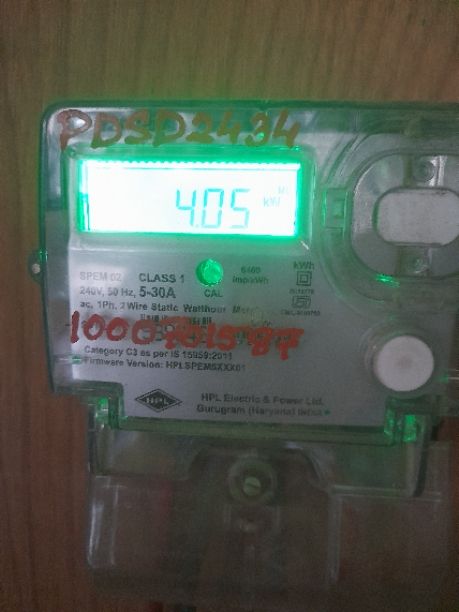 PDSD2434
4.05
kW
M
SPEM 02 CLASS 1
240V, 50 Hz, 5-30A
CAL
6400
imp/kWh
kWh
ac, 1Ph, 2 Wire Static Watthour
Category C3 as per IS 15959:2011
Firmware Version:
HPL
HPL Electric & Power Ltd.
Gurugram (Haryana) INDIA